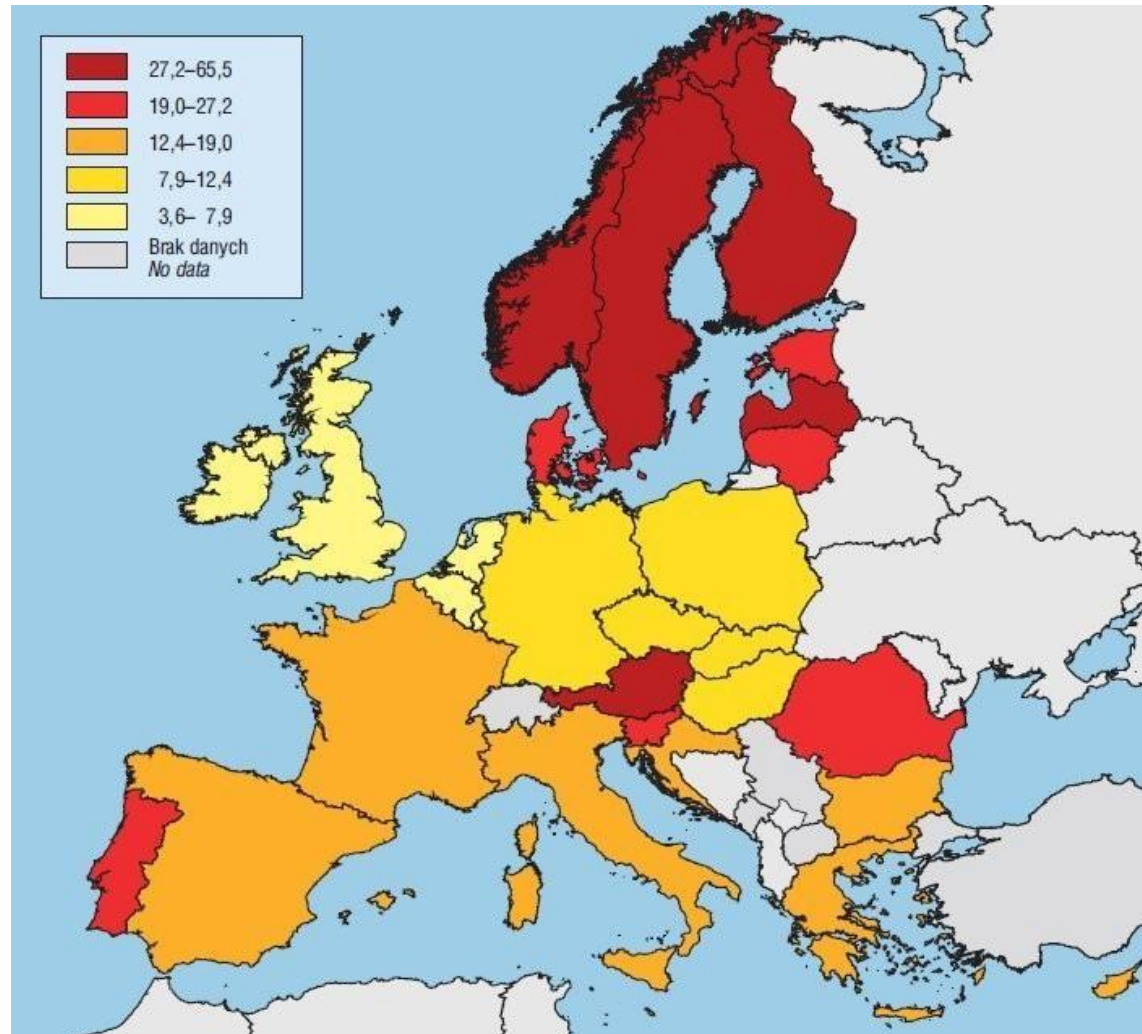 27,2–65,5
19,0–27,2
12,4–19,0
7,9–12,4
3,6– 7,9
Brak danych
No data